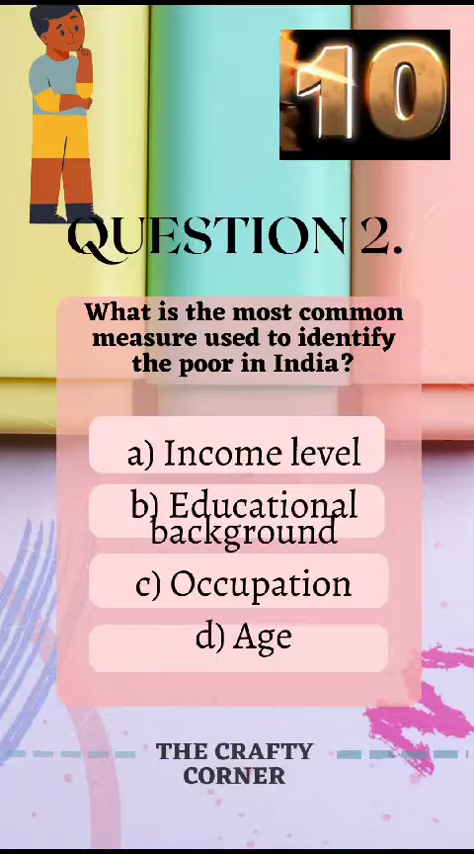 10
QUESTION 2.
What is the most common
measure used to identify
the poor in India?
a) Income level
b) Educational
background
c) Occupation
d) Age
THE CRAFTY
CORNER